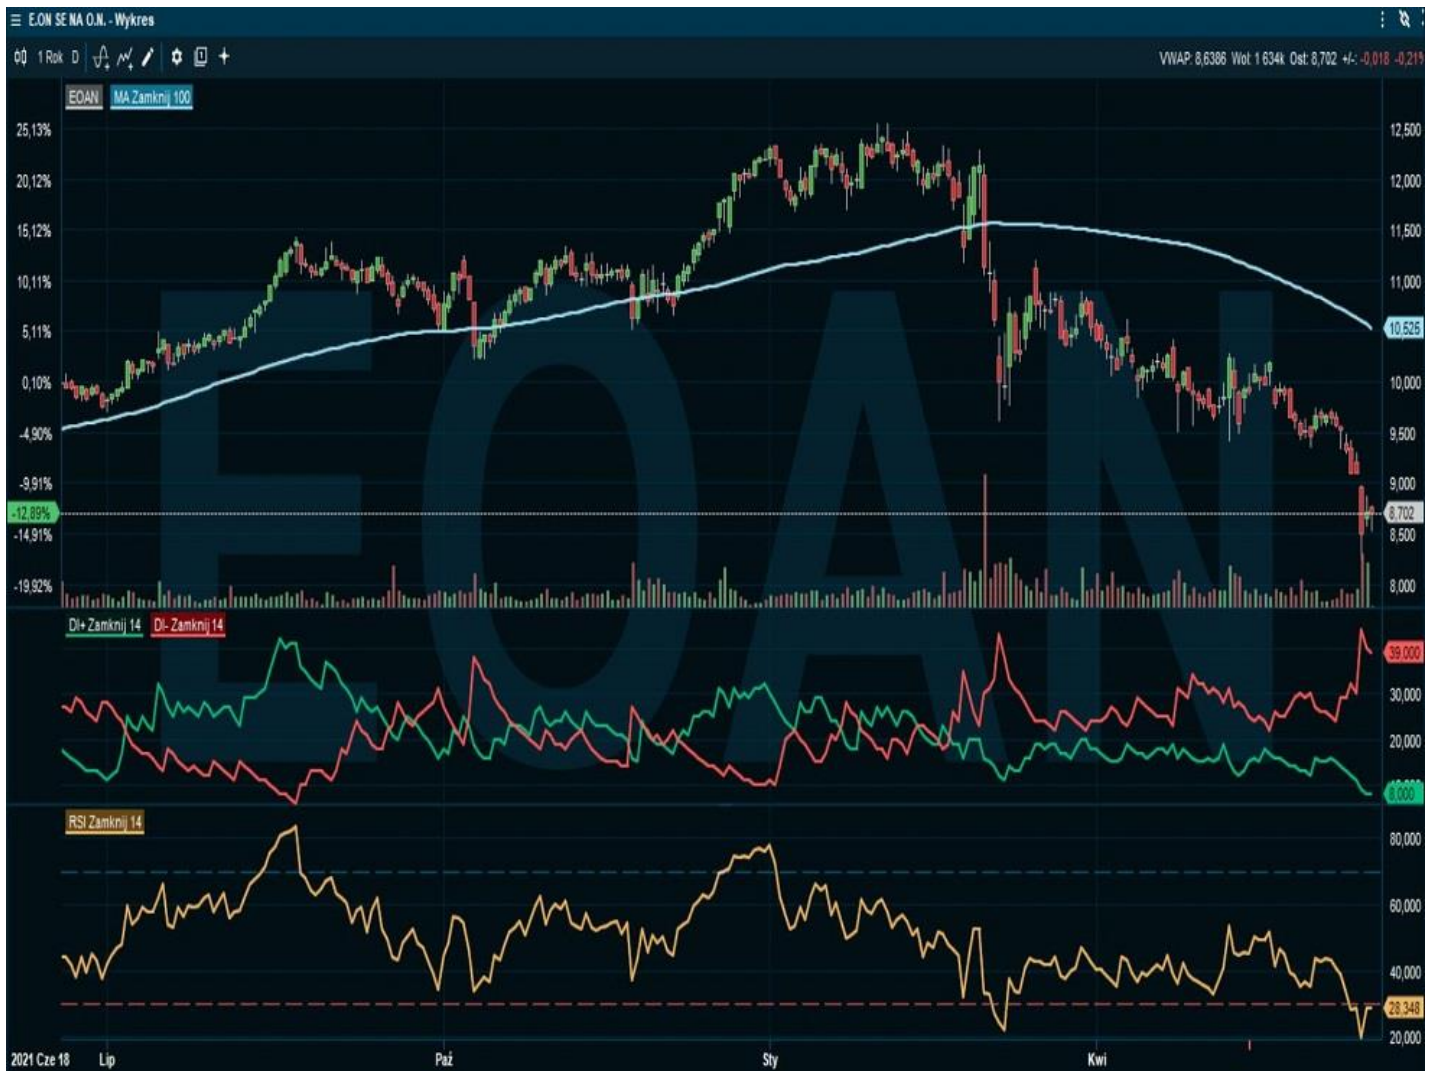 E.ON SE NA O.N. - Wykres
1 Rok D
VWAP: 8,6386 Wol: 1 634k Ost: 8,702 +/-: -0,018 -0,21%
EOAN MA Zamknij 100
25,13% 12,500
20,12% 12,000
15,12% 11,500
10,11% 11,000
5,11% 10,525
0,10% 10,000
-4,90% 9,500
-9,91% 9,000
-12,89% 8,702
-14,91% 8,500
-19,92% 8,000
EOAN
DI+ Zamknij 14 DI- Zamknij 14
39,000
30,000
20,000
8,000
RSI Zamknij 14
80,000
60,000
40,000
28,348
20,000
2021 Cze 18 Lip Paź Sty Kwi